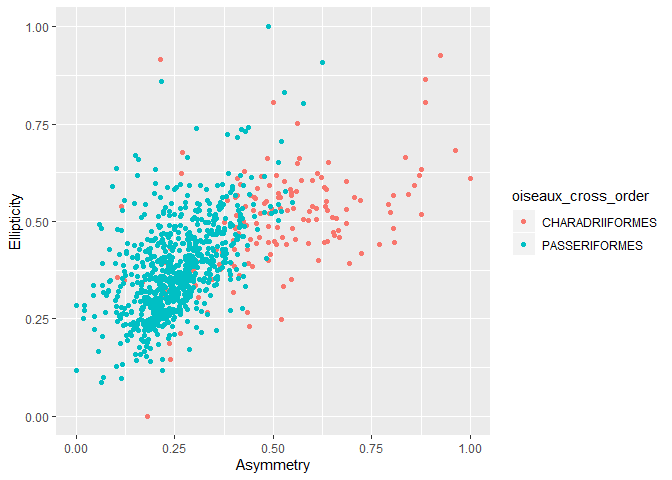 1.00
0.75
0.50
0.25
0.00
Ellipticity
0.00 0.25 0.50 0.75 1.00
Asymmetry
oiseaux_cross_order
CHARADRIIFORMES
PASSERIFORMES